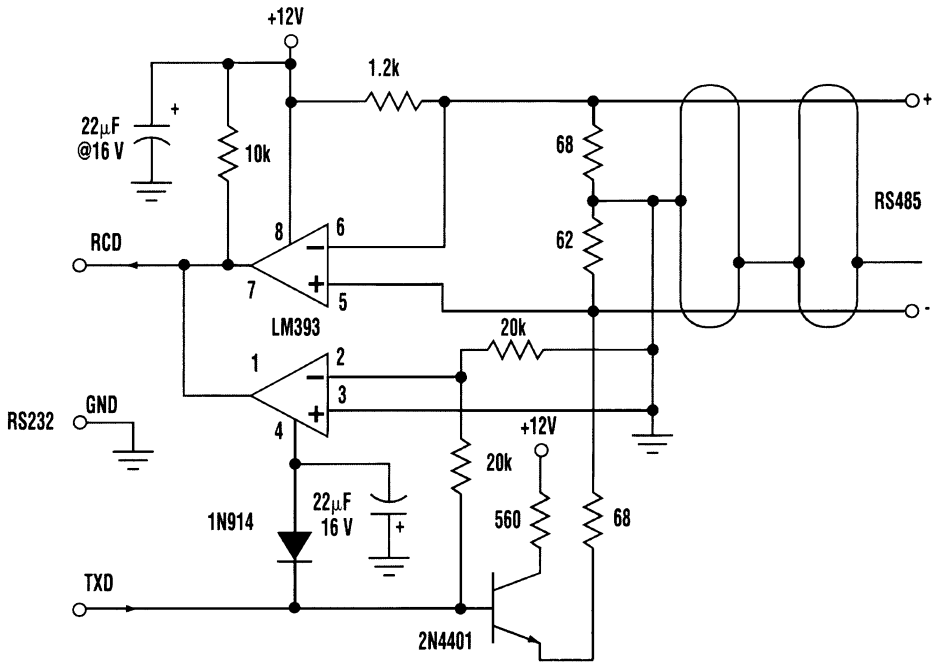 +12V
1.2k
+
22µF
@16 V
10k
68
+
RS485
8
6
RCD
62
7
5
LM393
-
20k
1
2
3
GND
RS232
4
+12V
20k
22µF
16 V
+
1N914
560
68
TXD
2N4401